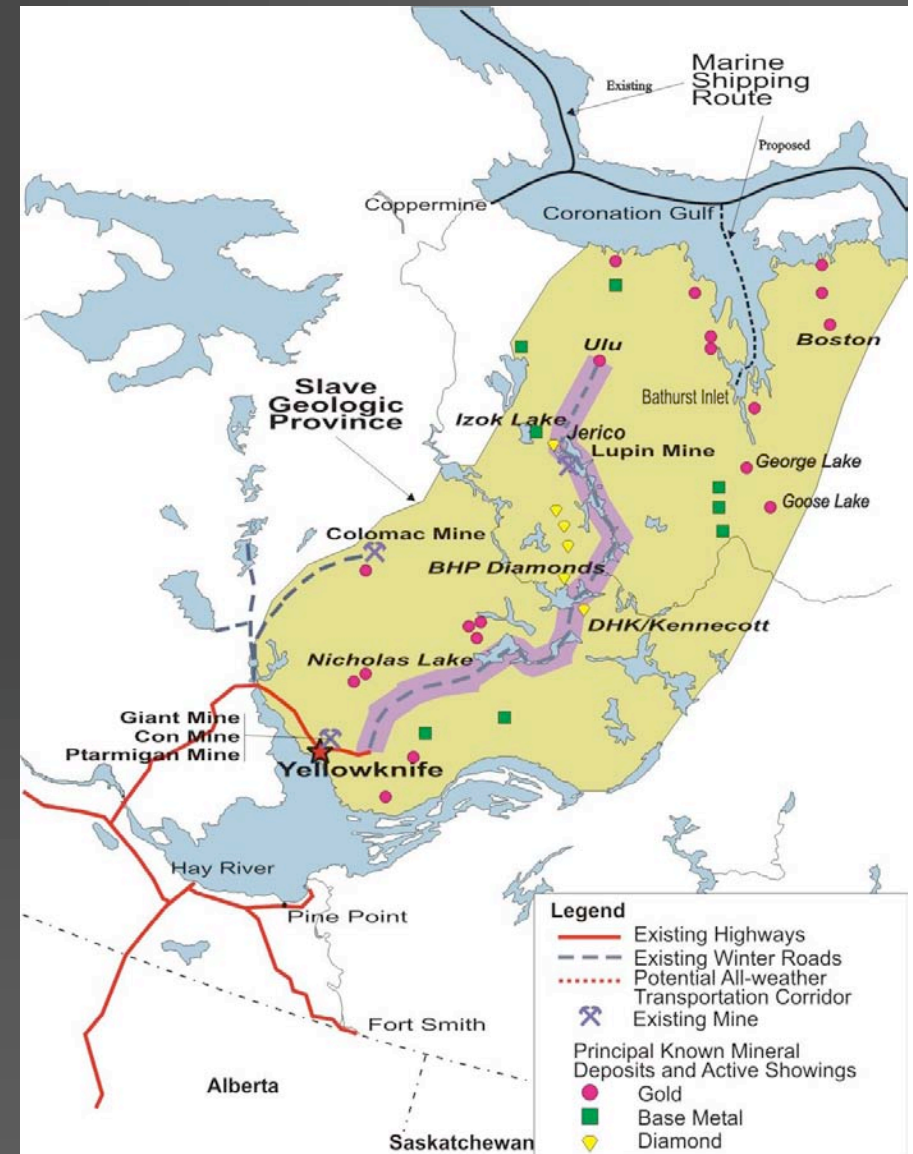 Marine
Shipping
Route
Existing
Proposed
Coppermine
Coronation Gulf
Boston
Ulu
Bathurst Inlet
Slave
Geologic
Province
Izok Lake
Jerico
Lupin Mine
George Lake
Goose Lake
Colomac Mine
BHP Diamonds
DHK/Kennecott
Nicholas Lake
Giant Mine
Con Mine
Ptarmigan Mine
Yellowknife
Hay River
Pine Point
Fort Smith
Alberta
Saskatchewan
Legend
Existing Highways
Existing Winter Roads
Potential All-weather
Transportation Corridor
Existing Mine
Principal Known Mineral
Deposits and Active Showings
Gold
Base Metal
Diamond